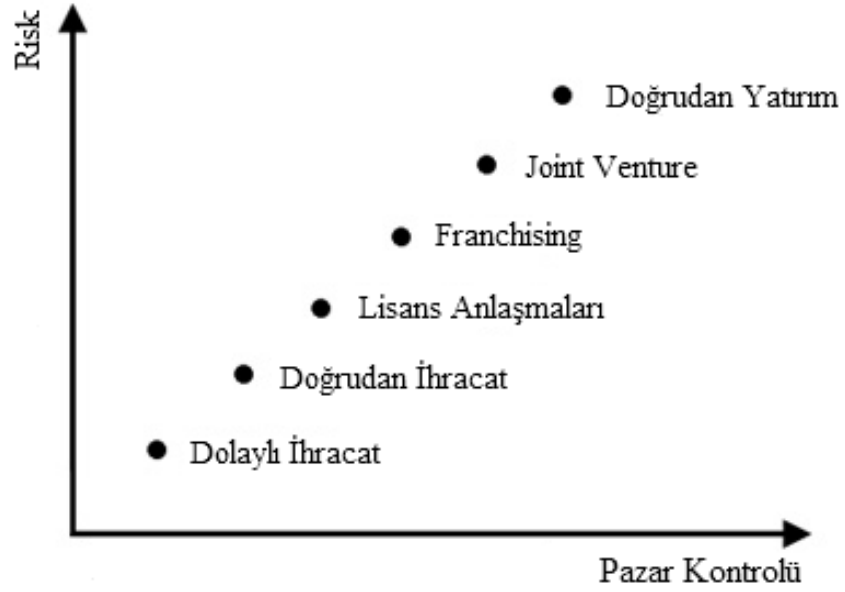 Risk
Doğrudan Yatırım
Joint Venture
Franchising
Lisans Anlaşmaları
Doğrudan İhracat
Dolaylı İhracat
Pazar Kontrolü